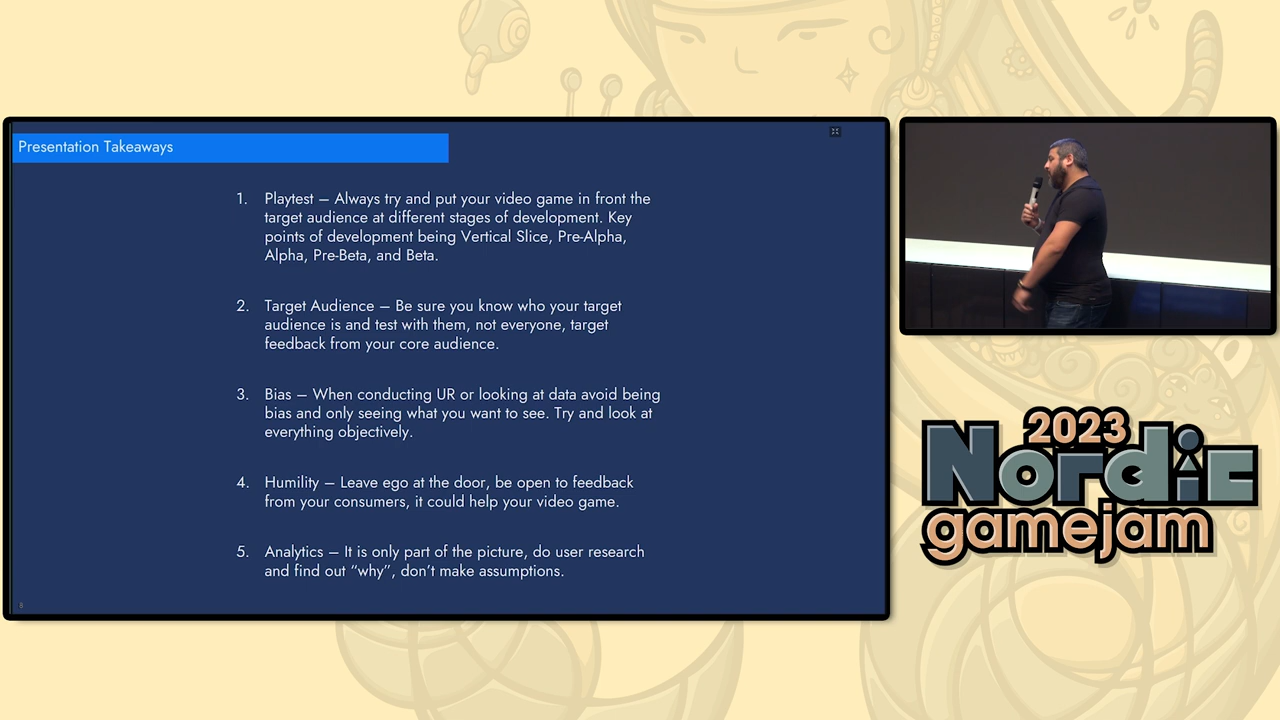 Presentation Takeaways
1. Playtest – Always try and put your video game in front the
target audience at different stages of development. Key
points of development being Vertical Slice, Pre-Alpha,
Alpha, Pre-Beta, and Beta.
2. Target Audience – Be sure you know who your target
audience is and test with them, not everyone, target
feedback from your core audience.
3. Bias – When conducting UR or looking at data avoid being
bias and only seeing what you want to see. Try and look at
everything objectively.
4. Humility – Leave ego at the door, be open to feedback
from your consumers, it could help your video game.
5. Analytics – It is only part of the picture, do user research
and find out “why”, don’t make assumptions.
8
2023
Nordic
gamejam